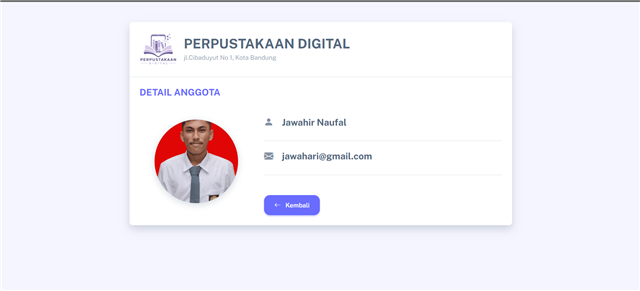 PERPUSTAKAAN
PERPUSTAKAAN DIGITAL
jl.Cibaduyut No 1, Kota Bandung
DETAIL ANGGOTA
Jawahir Naufal
jawahari@gmail.com
← Kembali